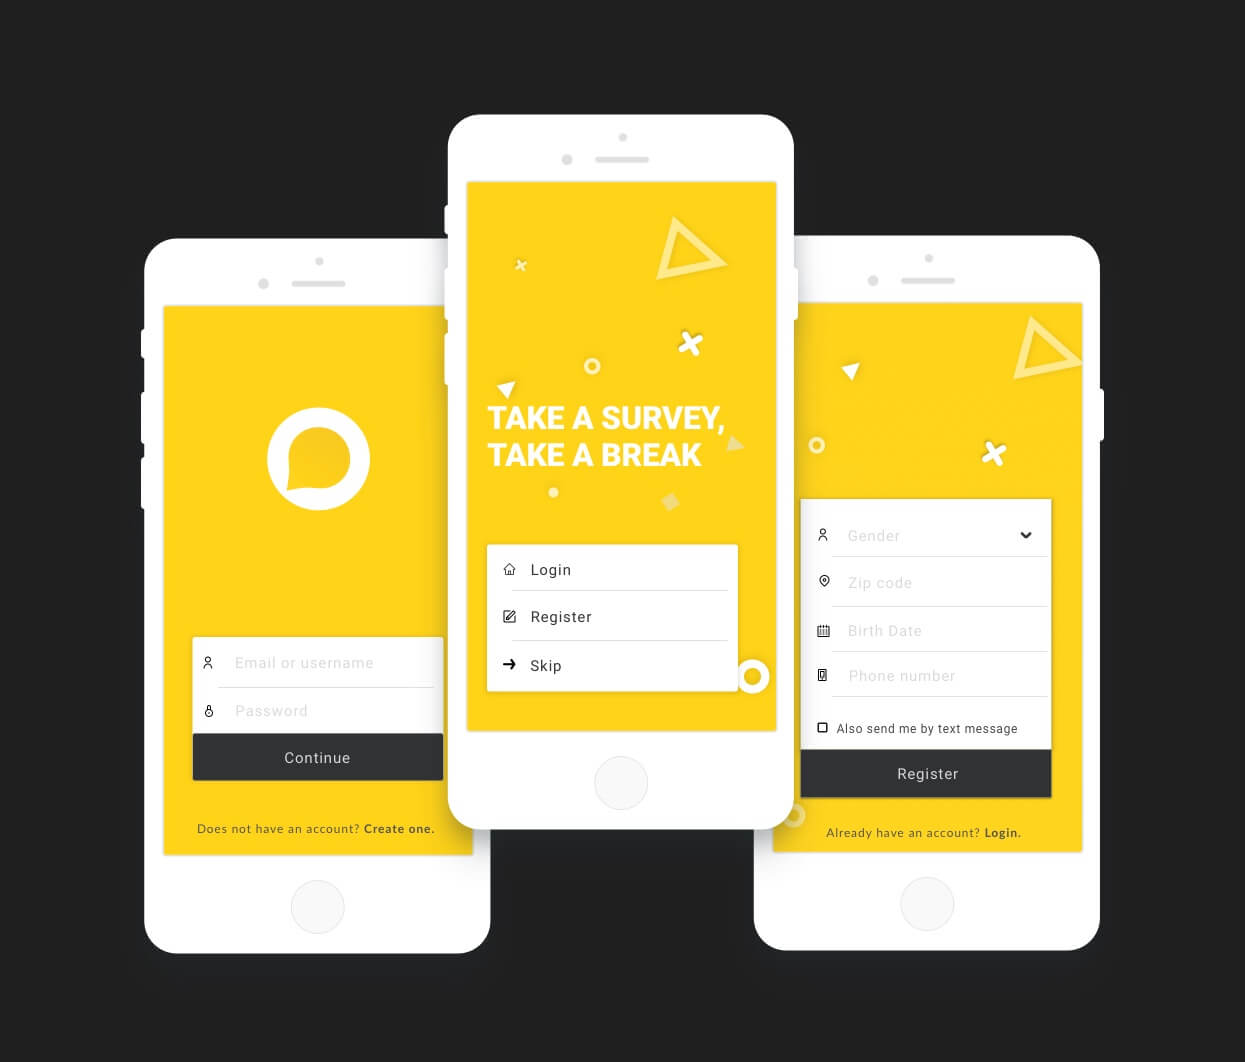 Email or username
Password
Continue
Does not have an account? Create one.
TAKE A SURVEY,
TAKE A BREAK
Login
Register
Skip
Gender
Zip code
Birth Date
Phone number
Also send me by text message
Register
Already have an account? Login.